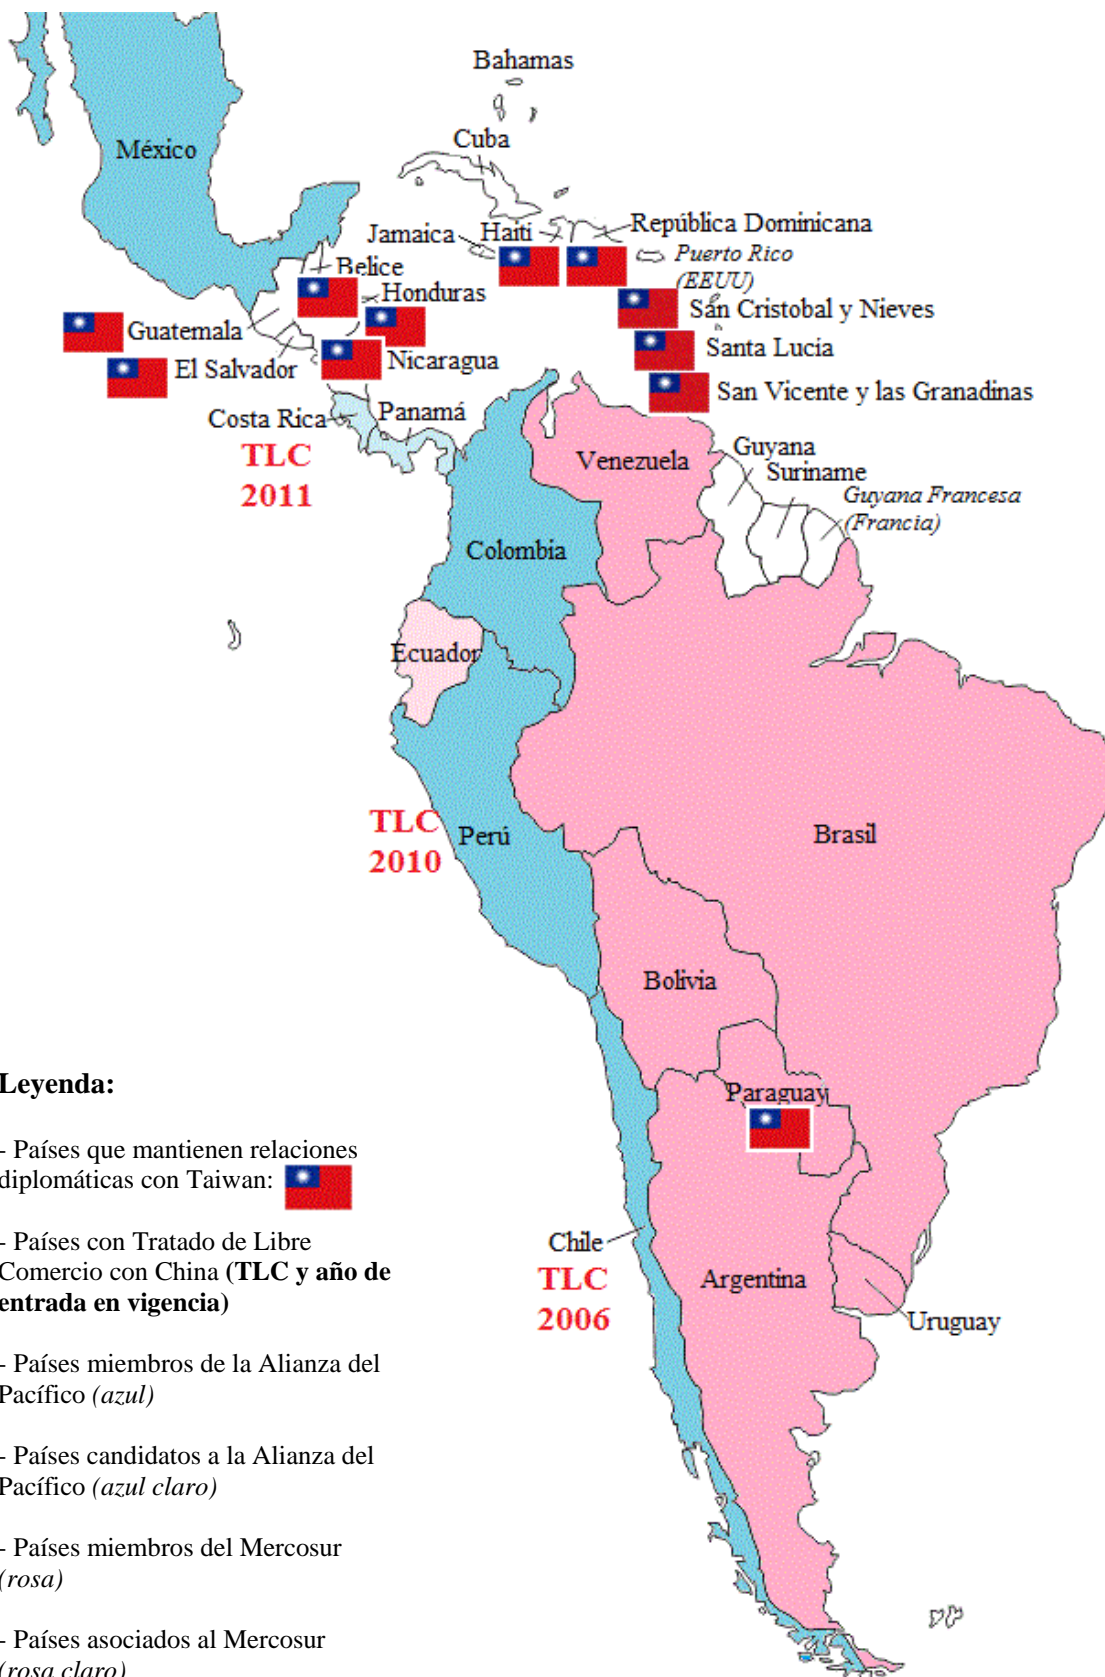 Bahamas
Cuba
México
República Dominicana
Haiti
Jamaica
Puerto Rico
(EEUU)
Belice
Honduras
San Cristobal y Nieves
Guatemala
Santa Lucía
El Salvador
Nicaragua
San Vicente y las Granadinas
Costa Rica
Panamá
TLC
2011
Venezuela
Guyana
Suriname
Guyana Francesa
(Francia)
Colombia
Ecuador
TLC
2010
Perú
Brasil
Bolivia
Paraguay
Chile
TLC
2006
Argentina
Uruguay
Leyenda:
- Países que mantienen relaciones
diplomáticas con Taiwan:
- Países con Tratado de Libre
Comercio con China (TLC y año de
entrada en vigencia)
- Países miembros de la Alianza del
Pacífico (azul)
- Países candidatos a la Alianza del
Pacífico (azul claro)
- Países miembros del Mercosur
(rosa)
- Países asociados al Mercosur
(rosa claro)